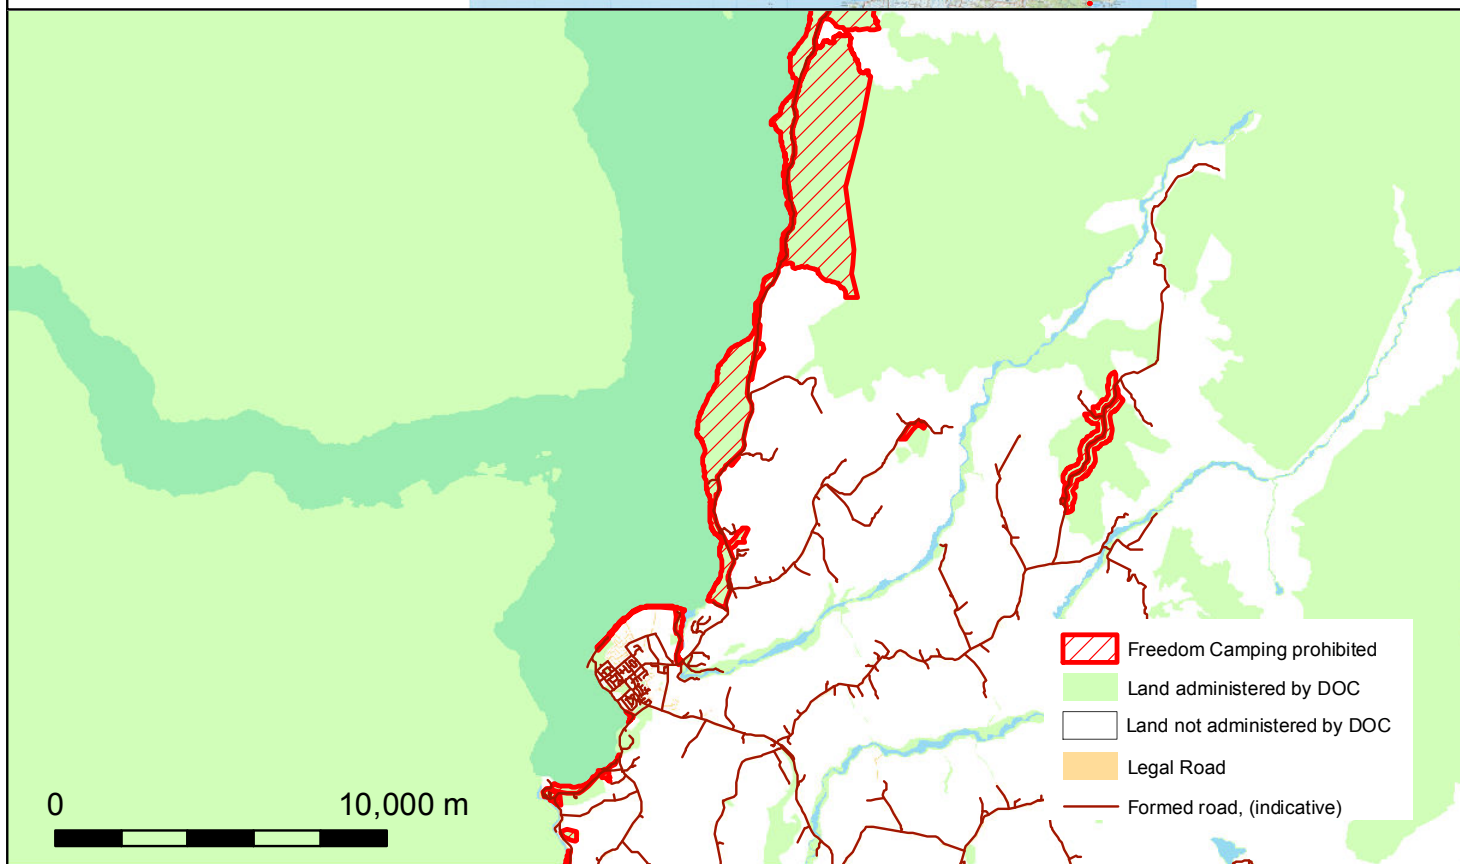 Freedom Camping prohibited
Land administered by DOC
Land not administered by DOC
Legal Road
Formed road, (indicative)
0 10,000 m